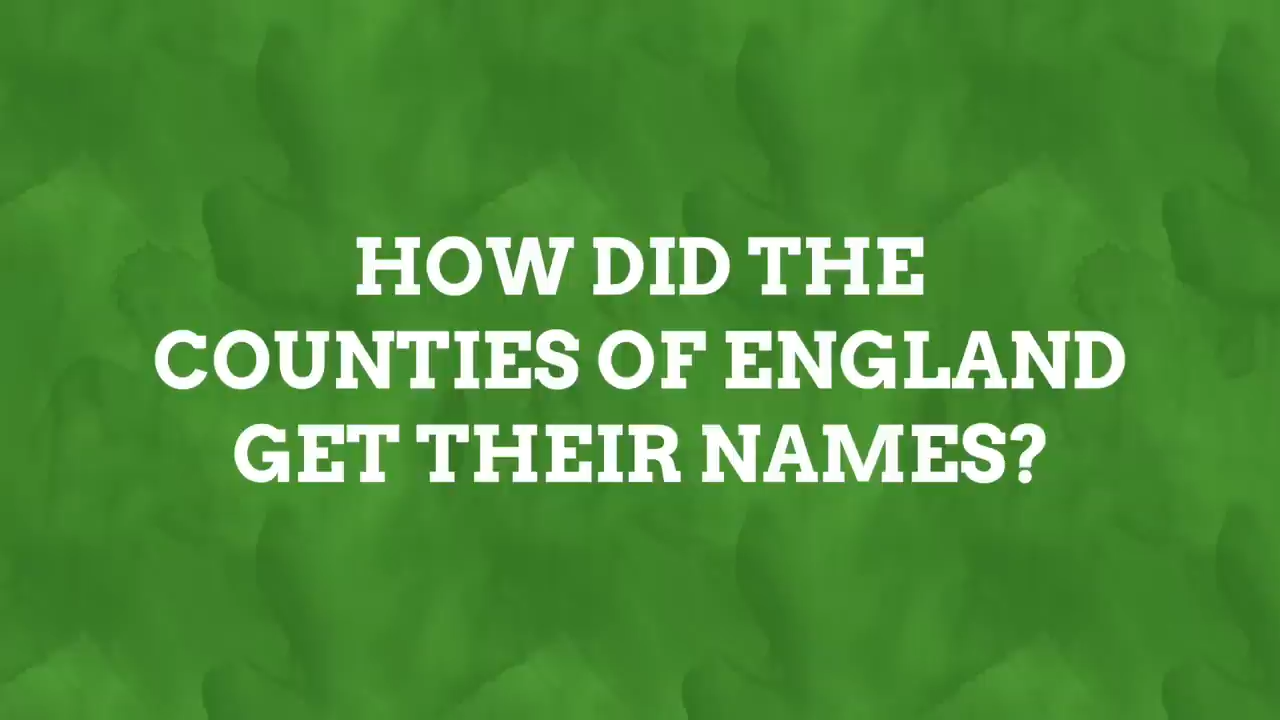 HOW DID THE
COUNTIES OF ENGLAND
GET THEIR NAMES?